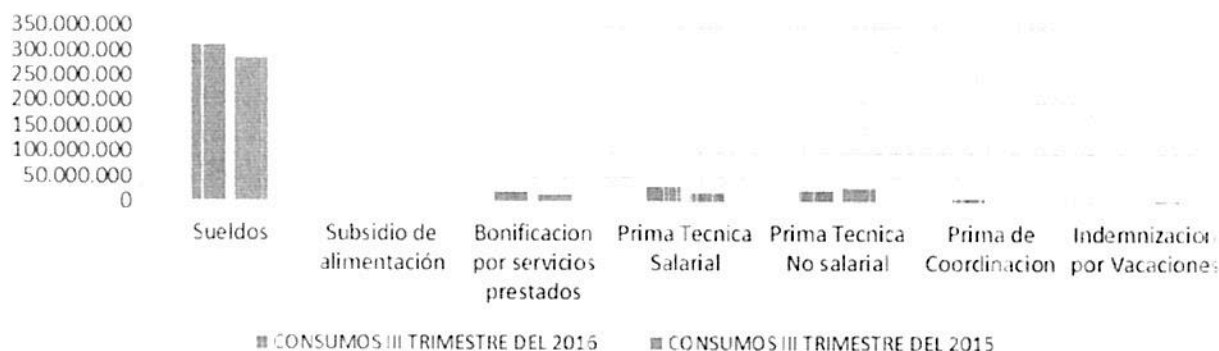 350.000.000
300.000.000
250.000.000
200.000.000
150.000.000
100.000.000
50.000.000
0
Sueldos
Subsidio de
alimentación
Bonificacion
por servicios
prestados
Prima Tecnica
Salarial
Prima Tecnica
No salarial
Prima de
Coordinacion
Indemnizacion
por Vacaciones
CONSUMOS III TRIMESTRE DEL 2016
CONSUMOS III TRIMESTRE DEL 2015